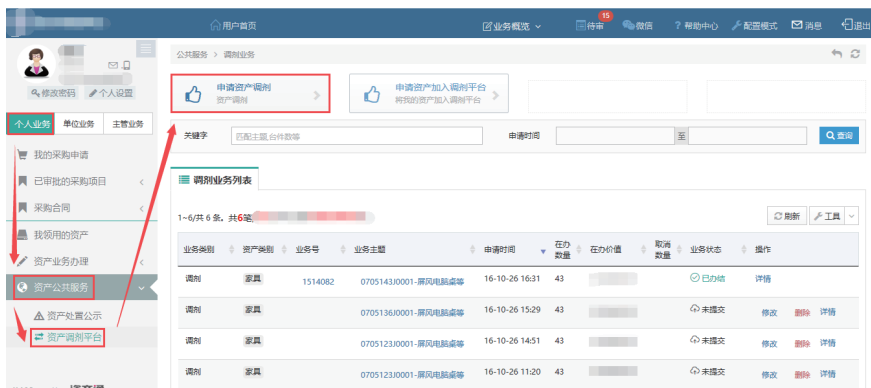 用户首页 业务概览 待审 15 微信 帮助中心 配置模式 消息 退出
修改密码 个人设置
个人业务 单位业务 主管业务
我的采购申请
已审批的采购项目
采购合同
我领用的资产
资产业务办理
资产公共服务
资产处置公示
资产调剂平台
公共服务 > 调剂业务
申请资产调剂
资产调剂
申请资产加入调剂平台
将我的资产加入调剂平台
关键字 匹配主题,台件数等 申请时间 至 查询
调剂业务列表
1~6/共 6 条, 共6笔 刷新 工具
业务类别 资产类别 业务号 业务主题 申请时间 在办数量 在办价值 取消数量 业务状态 操作
调剂 家具 1514082 0705143J0001-屏风电脑桌等 16-10-26 16:31 43 已办结 详情
调剂 家具 0705136J0001-屏风电脑桌等 16-10-26 15:29 43 未提交 修改 删除 详情
调剂 家具 0705123J0001-屏风电脑桌等 16-10-26 14:51 43 未提交 修改 删除 详情
调剂 家具 0705123J0001-屏风电脑桌等 16-10-26 11:20 43 未提交 修改 删除 详情